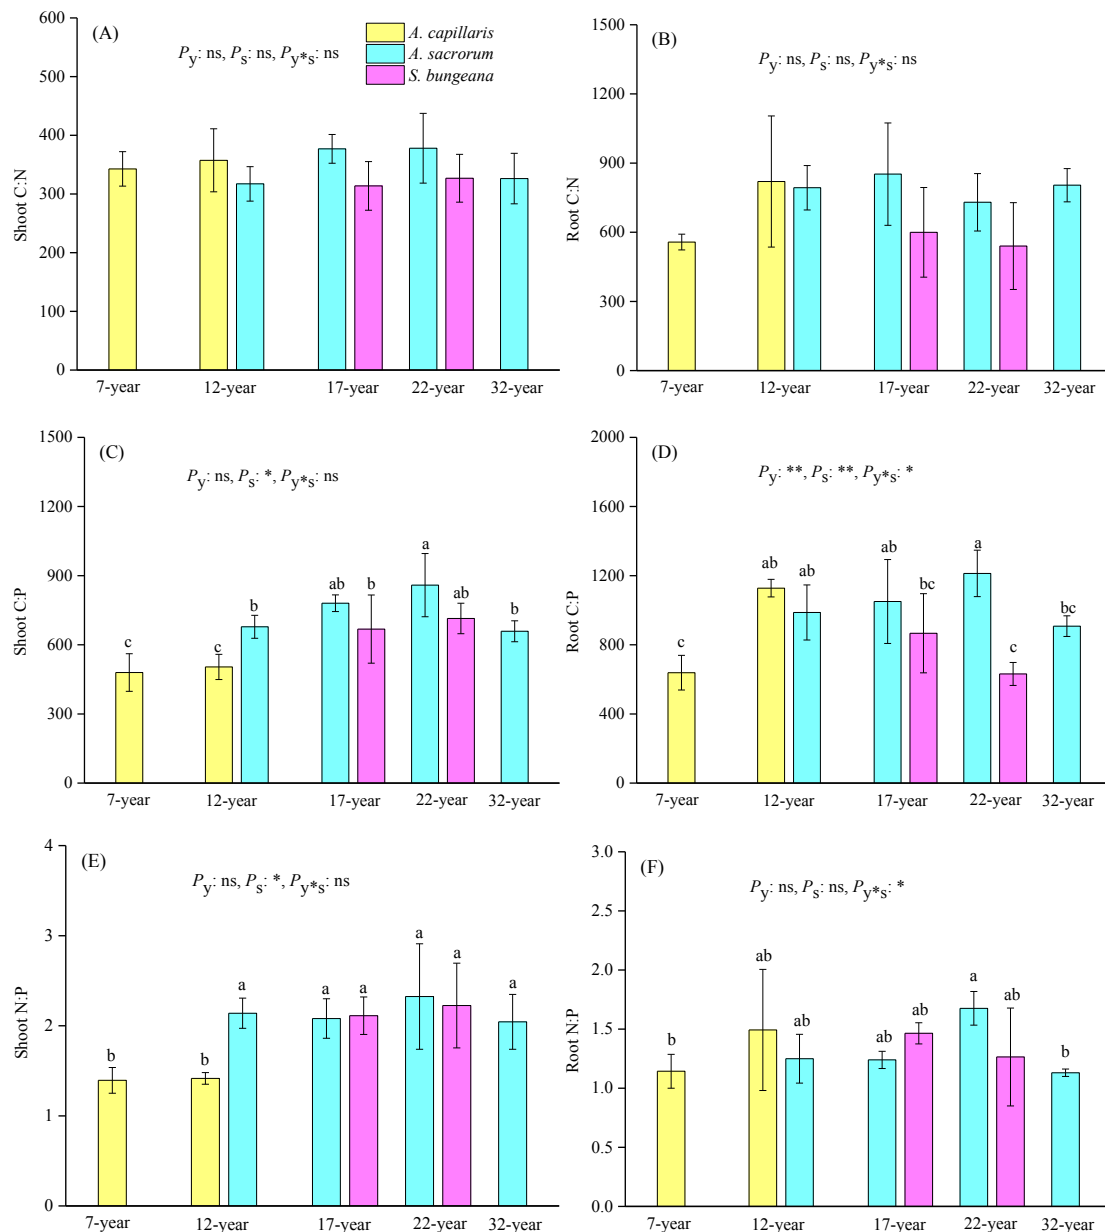 (A)
A. capillaris
A. sacrorum
S. bungeana
Py: ns, Ps: ns, Py*s: ns
600
500
400
300
200
100
0
Shoot C:N
7-year 12-year 17-year 22-year 32-year
(B)
Py: ns, Ps: ns, Py*s: ns
1500
1200
900
600
300
0
Root C:N
7-year 12-year 17-year 22-year 32-year
(C)
Py: ns, Ps: *, Py*s: ns
1500
1200
900
600
300
0
Shoot C:P
c c b ab b a ab b
7-year 12-year 17-year 22-year 32-year
(D)
Py: **, Ps: **, Py*s: *
2000
1600
1200
800
400
0
Root C:P
c ab ab ab bc a c bc
7-year 12-year 17-year 22-year 32-year
(E)
Py: ns, Ps: *, Py*s: ns
4
3
2
1
0
Shoot N:P
b b a a a a a a
7-year 12-year 17-year 22-year 32-year
(F)
Py: ns, Ps: ns, Py*s: *
3.0
2.5
2.0
1.5
1.0
0.5
0.0
Root N:P
b ab ab ab ab a ab b
7-year 12-year 17-year 22-year 32-year